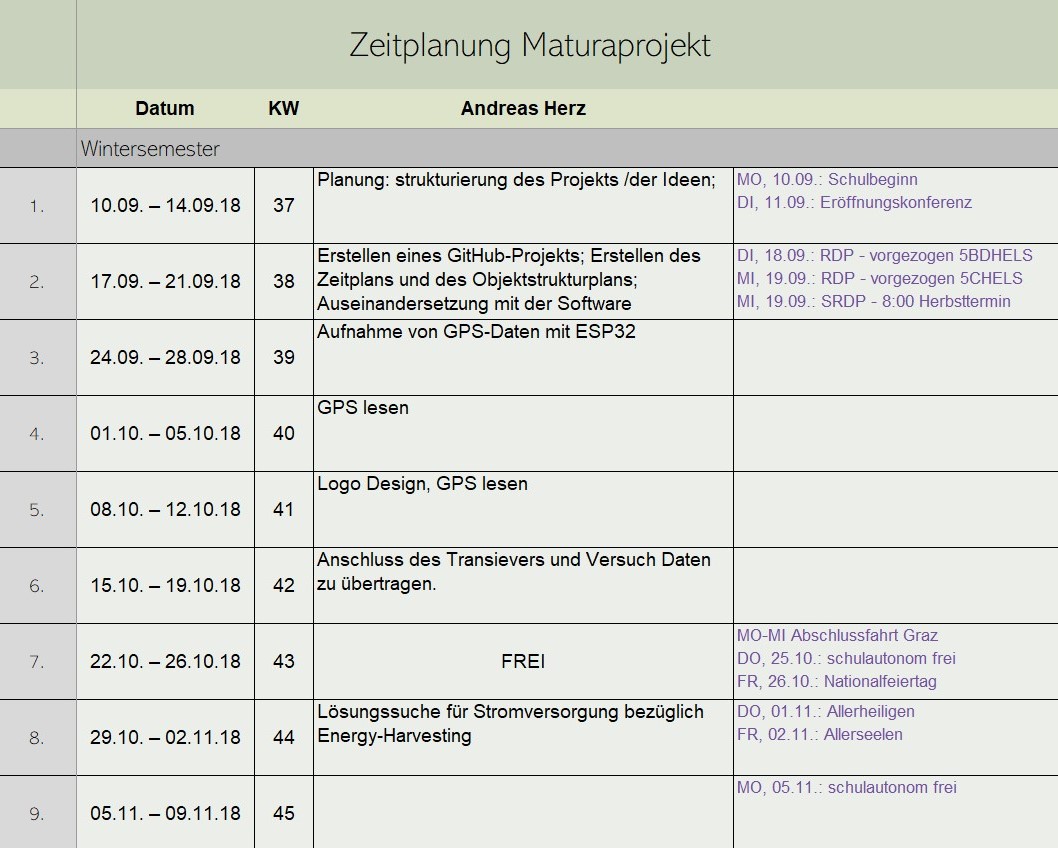 Zeitplanung Maturaprojekt
Datum KW Andreas Herz
Wintersemester
1. 10.09. – 14.09.18 37 Planung: strukturierung des Projekts /der Ideen;
MO, 10.09.: Schulbeginn
DI, 11.09.: Eröffnungskonferenz
2. 17.09. – 21.09.18 38
Erstellen eines GitHub-Projekts; Erstellen des
Zeitplans und des Objektstrukturplans;
Auseinandersetzung mit der Software
DI, 18.09.: RDP - vorgezogen 5BDHELS
MI, 19.09.: RDP - vorgezogen 5CHELS
MI, 19.09.: SRDP - 8:00 Herbsttermin
3. 24.09. – 28.09.18 39 Aufnahme von GPS-Daten mit ESP32
4. 01.10. – 05.10.18 40 GPS lesen
5. 08.10. – 12.10.18 41 Logo Design, GPS lesen
6. 15.10. – 19.10.18 42 Anschluss des Transievers und Versuch Daten
zu übertragen.
7. 22.10. – 26.10.18 43 FREI
MO-MI Abschlussfahrt Graz
DO, 25.10.: schulautonom frei
FR, 26.10.: Nationalfeiertag
8. 29.10. – 02.11.18 44 Lösungssuche für Stromversorgung bezüglich
Energy-Harvesting
DO, 01.11.: Allerheiligen
FR, 02.11.: Allerseelen
9. 05.11. – 09.11.18 45
MO, 05.11.: schulautonom frei